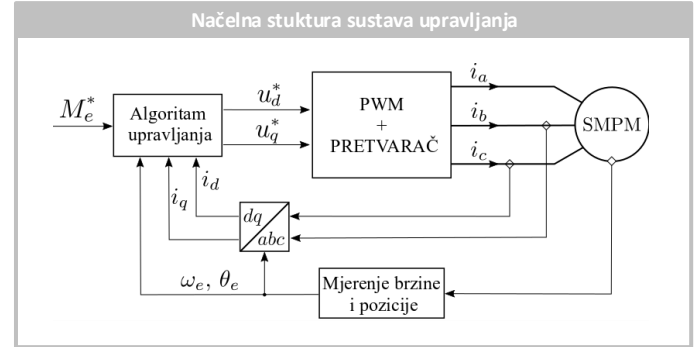 Načelna stuktura sustava upravljanja
M_e^*
Algoritam
upravljanja
u_d^*
u_q^*
PWM
+
PRETVARAČ
i_a
i_b
i_c
SMPM
i_d
i_q
dq
abc
ω_e, θ_e
Mjerenje brzine
i pozicije